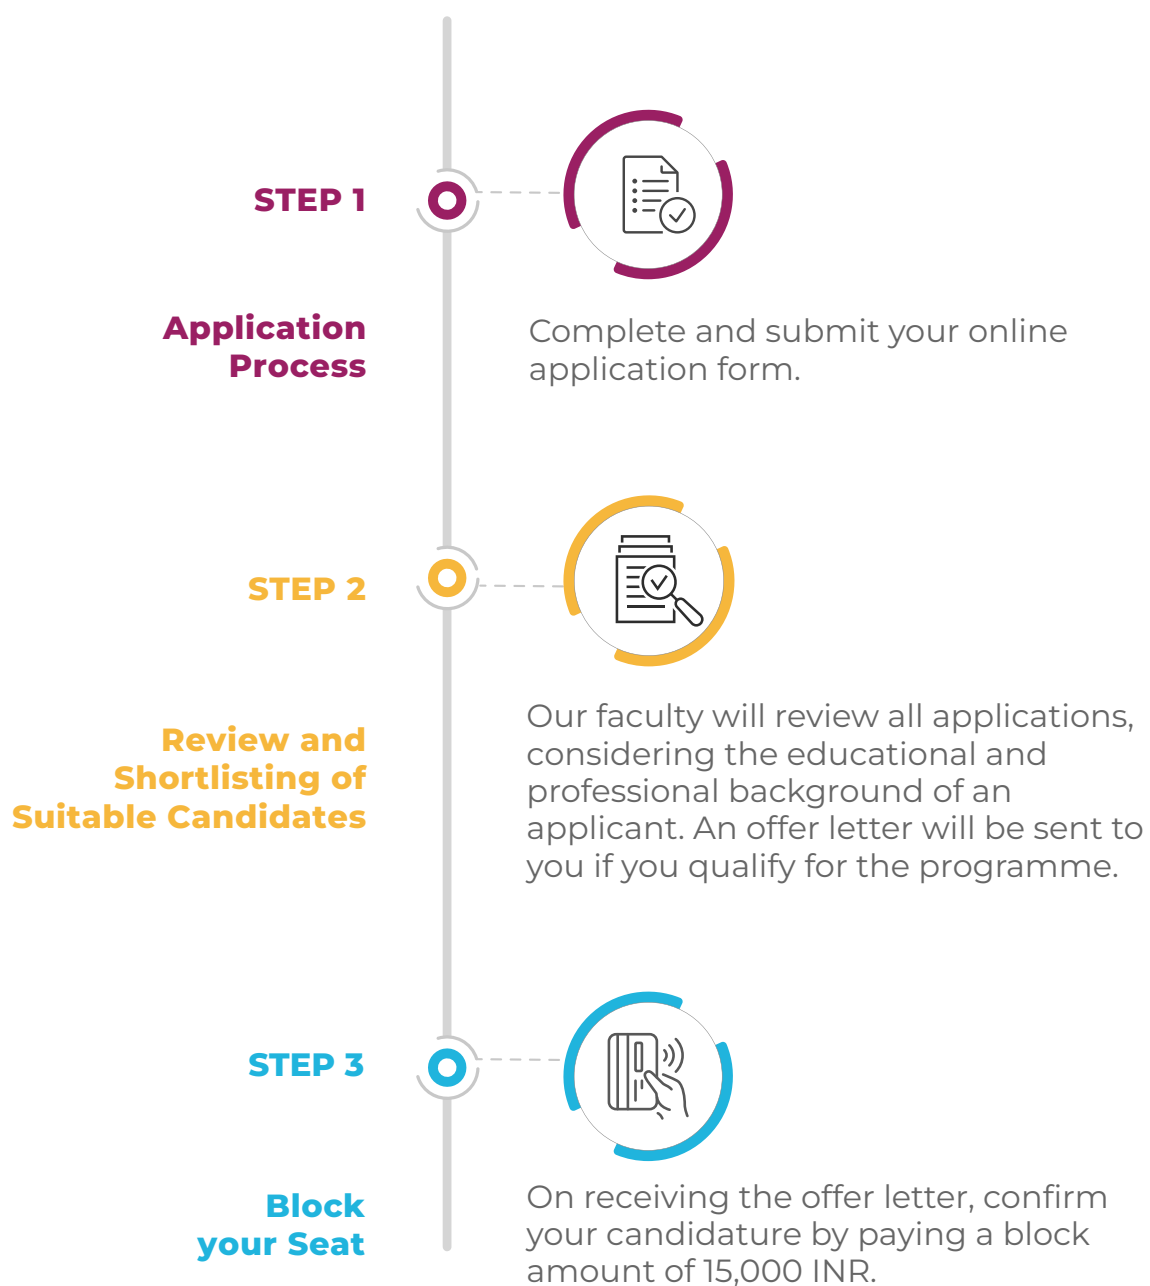 STEP 1
Application
Process
Complete and submit your online
application form.
STEP 2
Review and
Shortlisting of
Suitable Candidates
Our faculty will review all applications,
considering the educational and
professional background of an
applicant. An offer letter will be sent to
you if you qualify for the programme.
STEP 3
Block
your Seat
On receiving the offer letter, confirm
your candidature by paying a block
amount of 15,000 INR.